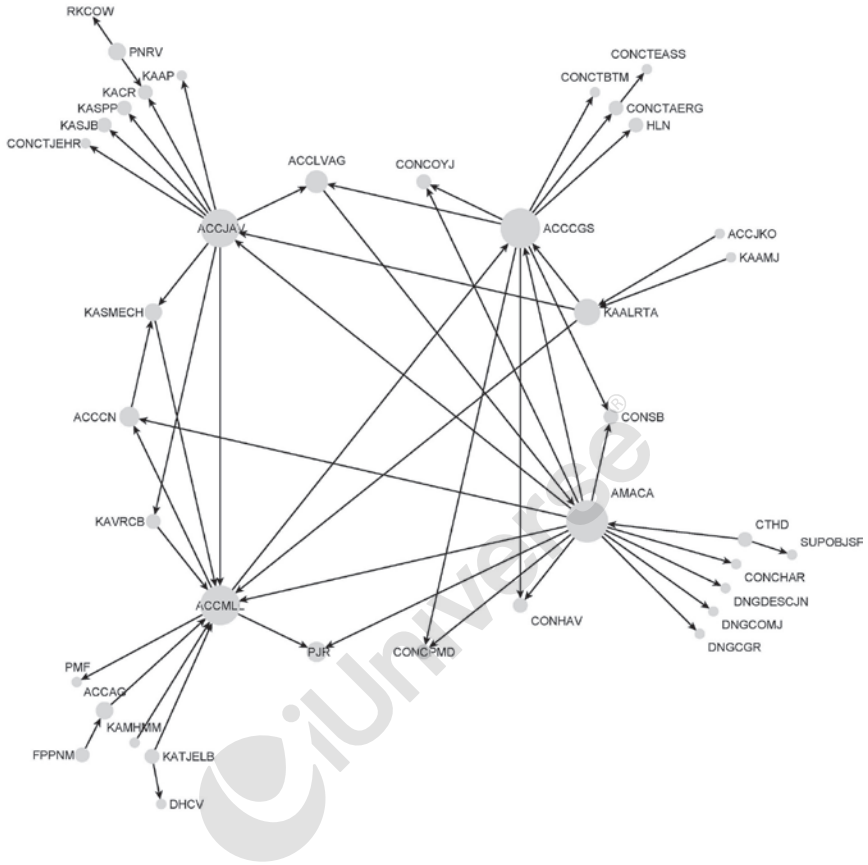 RKCOW
PNRV
KAAP
KACR
KASPP
KASJB
CONCTJEHR
CONCTEASS
CONCTBTM
CONCTAERG
HLN
ACCLVAG
CONCOYJ
ACCJAV
ACCCGS
ACCJKO
KAAMJ
KASMECH
KAALRTA
ACCCN
CONSB
AMACA
KAVRCB
CTHD
SUPOBJSF
CONCHAR
DNGDESCJN
DNGCOMJ
DNGCGR
ACCMLL
CONHAV
PJR
CONCPMD
PMF
ACCAG
KAMHMM
FPPNM
KATJELB
DHCV
iUniverse®